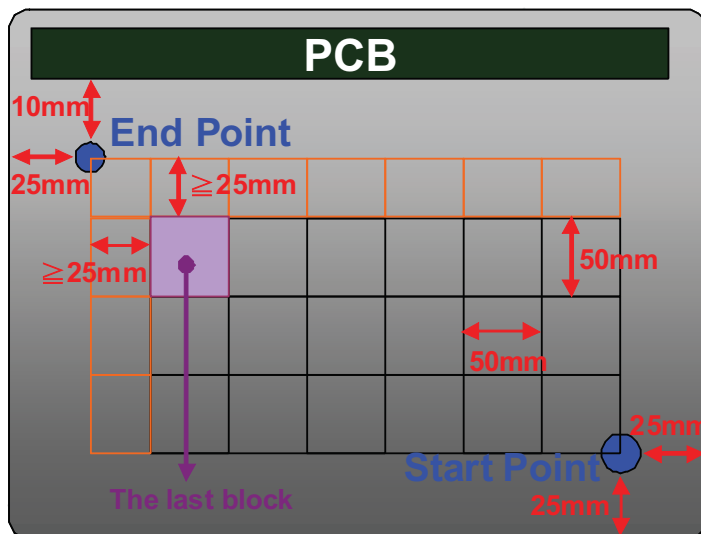 PCB
10mm
End Point
25mm
≧25mm
≧25mm
50mm
50mm
25mm
Start Point
25mm
The last block